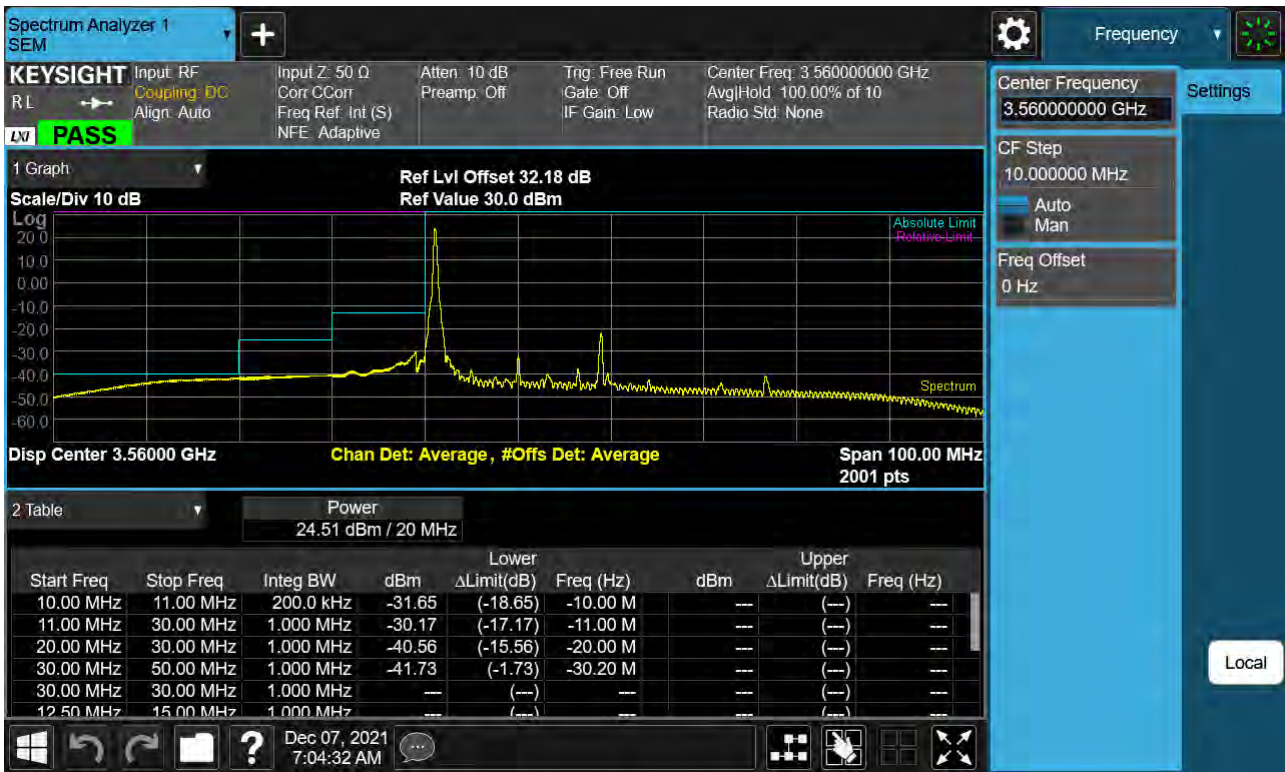 Spectrum Analyzer 1
SEM
Frequency
KEYSIGHT
Input: RF
Coupling: DC
Align: Auto
Input Z: 50 Ω
Corr CCorr
Freq Ref: Int (S)
NFE: Adaptive
Atten: 10 dB
Preamp: Off
Trig: Free Run
Gate: Off
IF Gain: Low
Center Freq: 3.560000000 GHz
Avg|Hold: 100.00% of 10
Radio Std: None
R L
LXI PASS
Center Frequency
3.560000000 GHz
Settings
CF Step
10.000000 MHz
Auto
Man
Freq Offset
0 Hz
Local
1 Graph
Scale/Div 10 dB
Ref Lvl Offset 32.18 dB
Ref Value 30.0 dBm
Log
Absolute Limit
Relative Limit
20.0
10.0
0.00
-10.0
-20.0
-30.0
-40.0
-50.0
-60.0
Spectrum
Disp Center 3.56000 GHz
Chan Det: Average, #Offs Det: Average
Span 100.00 MHz
2001 pts
2 Table
Power
24.51 dBm / 20 MHz
Lower Upper
Start Freq Stop Freq Integ BW dBm ΔLimit(dB) Freq (Hz) dBm ΔLimit(dB) Freq (Hz)
10.00 MHz 11.00 MHz 200.0 kHz -31.65 (-18.65) -10.00 M --- (---) ---
11.00 MHz 30.00 MHz 1.000 MHz -30.17 (-17.17) -11.00 M --- (---) ---
20.00 MHz 30.00 MHz 1.000 MHz -40.56 (-15.56) -20.00 M --- (---) ---
30.00 MHz 50.00 MHz 1.000 MHz -41.73 (-1.73) -30.20 M --- (---) ---
30.00 MHz 30.00 MHz 1.000 MHz --- (---) --- --- (---) ---
12.50 MHz 15.00 MHz 1.000 MHz --- (---) --- --- (---) ---
Dec 07, 2021
7:04:32 AM